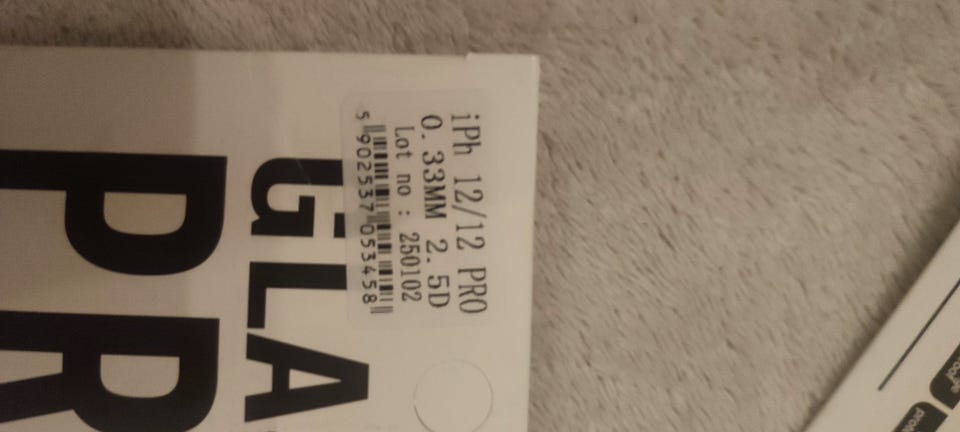 iPh 12/12 PRO
0.33MM 2.5D
Lot no : 250102
5 902537 053458
GLA
PR